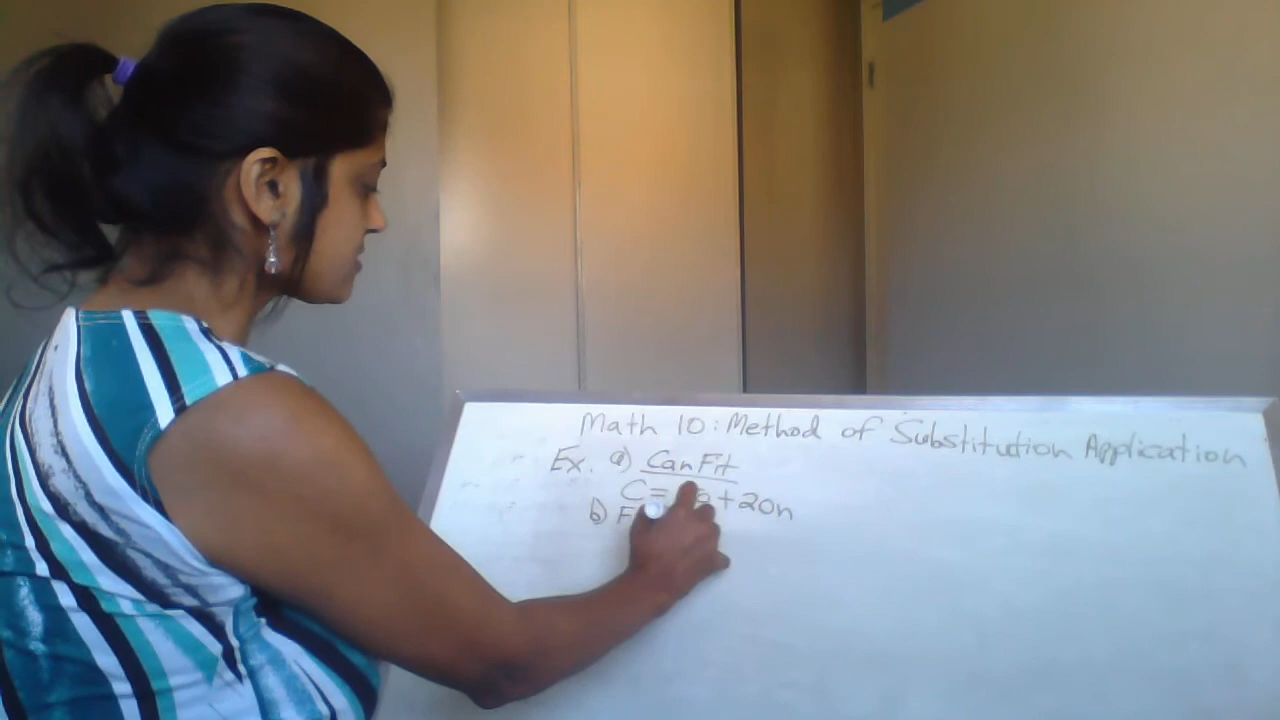 Math 10: Method of Substitution Application
Ex. a) CanFit
C= +20n
b) F